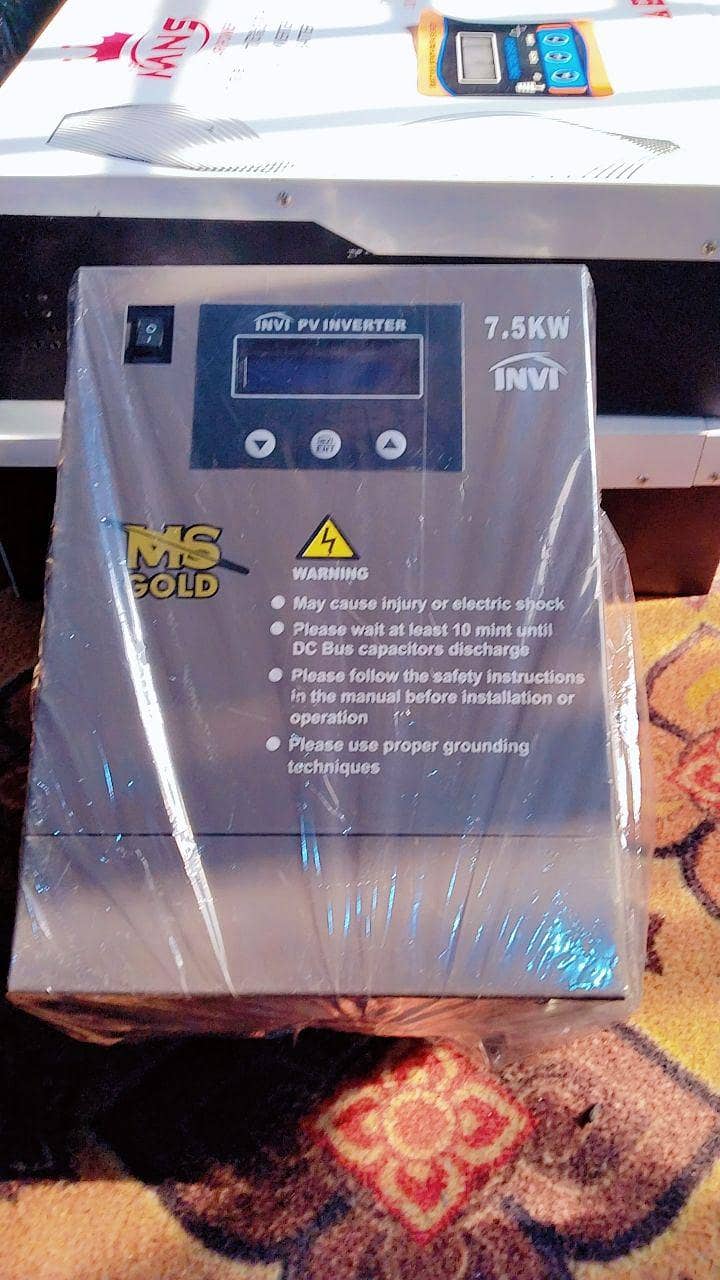 INVI PV INVERTER
7.5KW
INVI
ENT
MS
GOLD
WARNING
May cause injury or electric shock
Please wait at least 10 mint until
DC Bus capacitors discharge
Please follow the safety instructions
in the manual before installation or
operation
Please use proper grounding
techniques